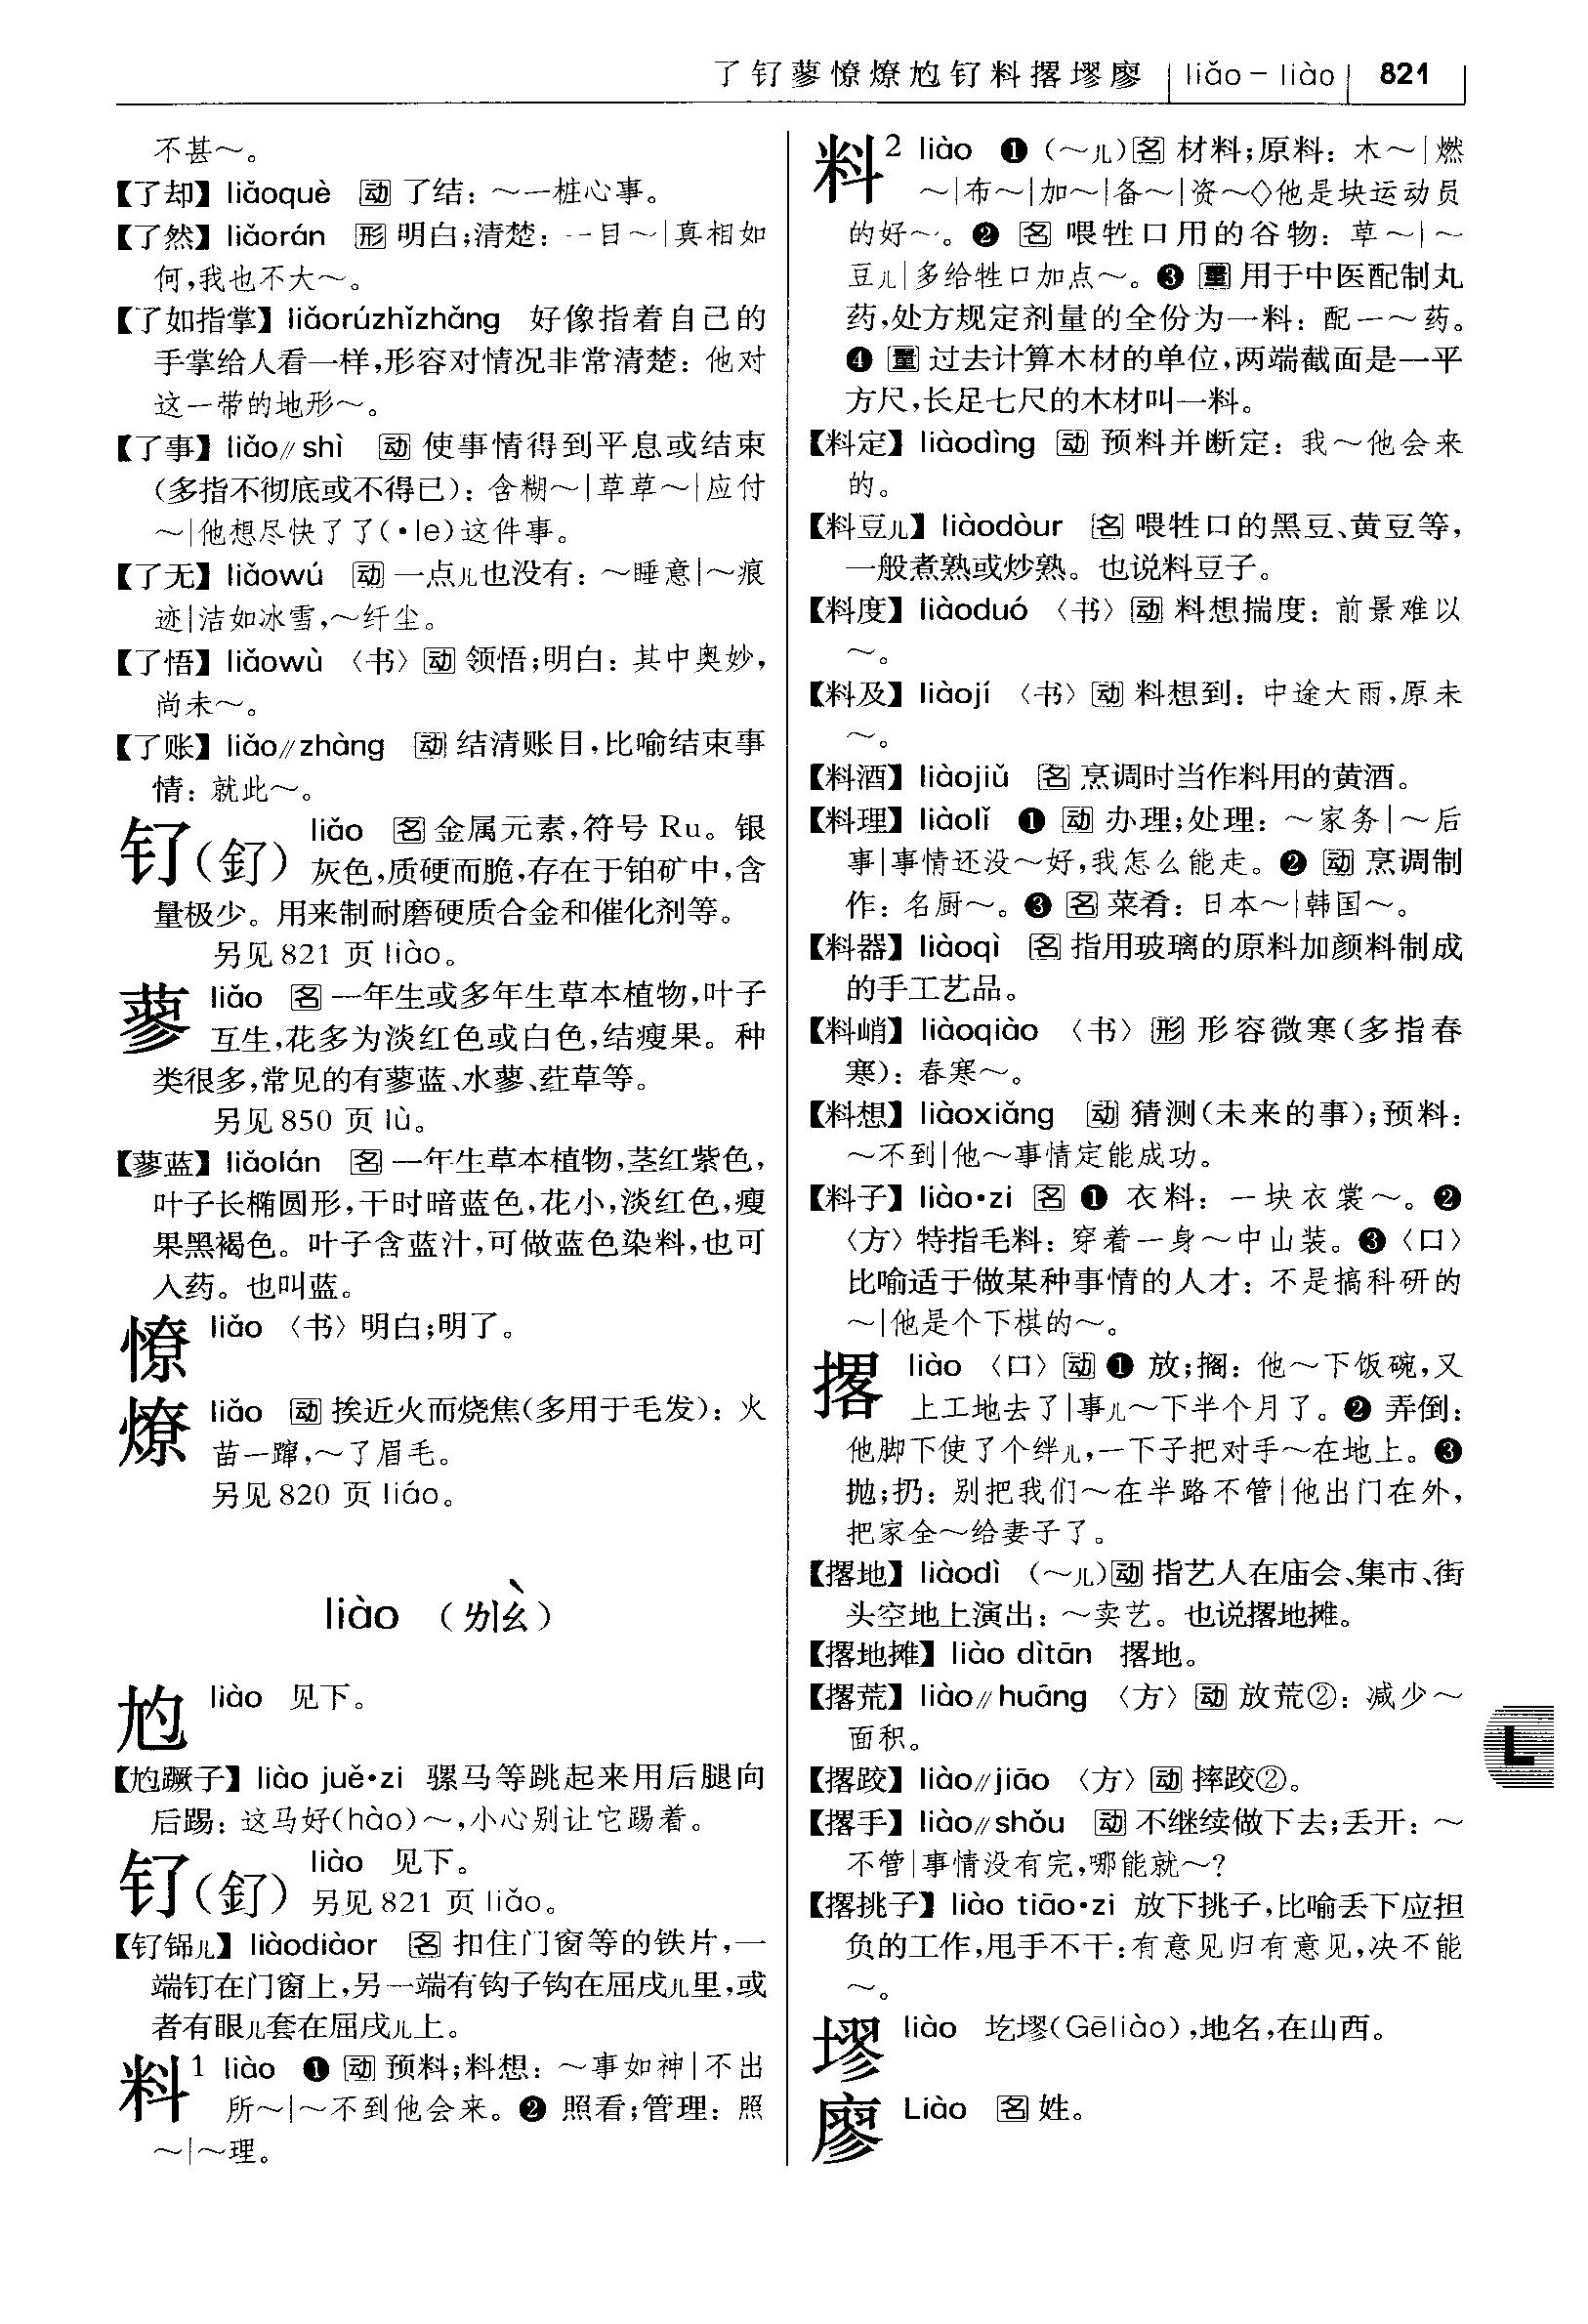 了钌蓼憭燎尥钌料撂墂廖 liǎo-liào 821
不甚～。
【了却】liǎoquè 动 了结：～一桩心事。
【了然】liǎorán 形 明白；清楚：一目～|真相如
何，我也不大～。
【了如指掌】liǎorúzhǐzhǎng 好像指着自己的
手掌给人看一样，形容对情况非常清楚：他对
这一带的地形～。
【了事】liǎo∥shì 动 使事情得到平息或结束
（多指不彻底或不得已）：含糊～|草草～|应付
～|他想尽快了了(•le)这件事。
【了无】liǎowú 动 一点儿也没有：～睡意|～痕
迹|洁如冰雪，～纤尘。
【了悟】liǎowù 〈书〉动 领悟；明白：其中奥妙，
尚未～。
【了账】liǎo∥zhàng 动 结清账目，比喻结束事
情：就此～。
钌（釕） liǎo 名 金属元素，符号 Ru。银
灰色，质硬而脆，存在于铂矿中，含
量极少。用来制耐磨硬质合金和催化剂等。
另见 821 页 liào。
蓼 liǎo 名 一年生或多年生草本植物，叶子
互生，花多为淡红色或白色，结瘦果。种
类很多，常见的有蓼蓝、水蓼、荭草等。
另见 850 页 lù。
【蓼蓝】liǎolán 名 一年生草本植物，茎红紫色，
叶子长椭圆形，干时暗蓝色，花小，淡红色，瘦
果黑褐色。叶子含蓝汁，可做蓝色染料，也可
入药。也叫蓝。
憭 liǎo 〈书〉明白；明了。
燎 liǎo 动 挨近火而烧焦（多用于毛发）：火
苗一蹿，～了眉毛。
另见 820 页 liáo。
liào （ㄌㄧㄠˋ）
尥 liào 见下。
【尥蹶子】liào juě•zi 骡马等跳起来用后腿向
后踢：这马好(hào)～，小心别让它踢着。
钌（釕） liào 见下。
另见 821 页 liǎo。
【钌铞儿】liàodiàor 名 扣住门窗等的铁片，一
端钉在门窗上，另一端有钩子钩在屈戌儿里，或
者有眼儿套在屈戌儿上。
料1 liào ❶ 动 预料；料想：～事如神|不出
所～|～不到他会来。❷ 照看；管理：照
～|～理。
料2 liào ❶（～儿）名 材料；原料：木～|燃
～|布～|加～|备～|资～◇他是块运动员
的好～。❷ 名 喂牲口用的谷物：草～|～
豆儿|多给牲口加点～。❸ 量 用于中医配制丸
药，处方规定剂量的全份为一料：配一～药。
❹ 量 过去计算木材的单位，两端截面是一平
方尺，长足七尺的木材叫一料。
【料定】liàodìng 动 预料并断定：我～他会来
的。
【料豆儿】liàodòur 名 喂牲口的黑豆、黄豆等，
一般煮熟或炒熟。也说料豆子。
【料度】liàoduó 〈书〉动 料想揣度：前景难以
～。
【料及】liàojí 〈书〉动 料想到：中途大雨，原未
～。
【料酒】liàojiǔ 名 烹调时当作料用的黄酒。
【料理】liàolǐ ❶ 动 办理；处理：～家务|～后
事|事情还没～好，我怎么能走。❷ 动 烹调制
作：名厨～。❸ 名 菜肴：日本～|韩国～。
【料器】liàoqì 名 指用玻璃的原料加颜料制成
的手工艺品。
【料峭】liàoqiào 〈书〉形 形容微寒（多指春
寒）：春寒～。
【料想】liàoxiǎng 动 猜测（未来的事）；预料：
～不到|他～事情定能成功。
【料子】liào•zi 名 ❶ 衣料：一块衣裳～。❷
〈方〉特指毛料：穿着一身～中山装。❸〈口〉
比喻适于做某种事情的人才：不是搞科研的
～|他是个下棋的～。
撂 liào 〈口〉动 ❶ 放；搁：他～下饭碗，又
上工地去了|事儿～下半个月了。❷ 弄倒：
他脚下使了个绊儿，一下子把对手～在地上。❸
抛；扔：别把我们～在半路不管|他出门在外，
把家全～给妻子了。
【撂地】liàodì （～儿）动 指艺人在庙会、集市、街
头空地上演出：～卖艺。也说撂地摊。
【撂地摊】liào dìtān 撂地。
【撂荒】liào∥huāng 〈方〉动 放荒②：减少～
面积。
【撂跤】liào∥jiāo 〈方〉动 摔跤②。
【撂手】liào∥shǒu 动 不继续做下去；丢开：～
不管|事情没有完，哪能就～？
【撂挑子】liào tiāo•zi 放下挑子，比喻丢下应担
负的工作，甩手不干：有意见归有意见，决不能
～。
墂 liào 圪墂(Gēliào)，地名，在山西。
廖 Liào 名 姓。
L